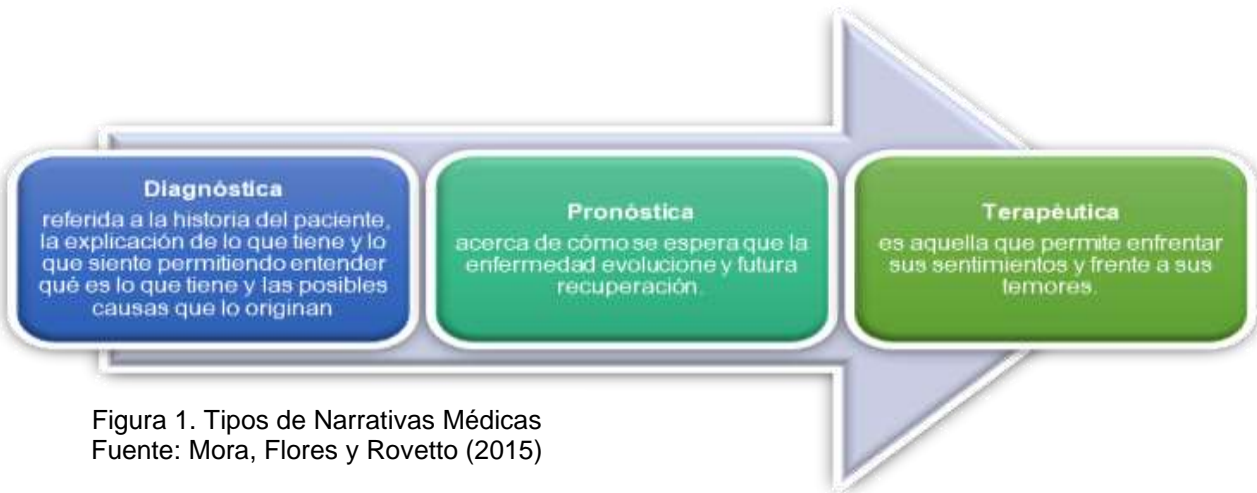 Diagnóstica
referida a la historia del paciente,
la explicación de lo que tiene y lo
que siente permitiendo entender
qué es lo que tiene y las posibles
causas que lo originan
Pronóstica
acerca de cómo se espera que la
enfermedad evolucione y futura
recuperación.
Terapèutica
es aquella que permite enfrentar
sus sentimientos y frente a sus
temores.
Figura 1. Tipos de Narrativas Médicas
Fuente: Mora, Flores y Rovetto (2015)